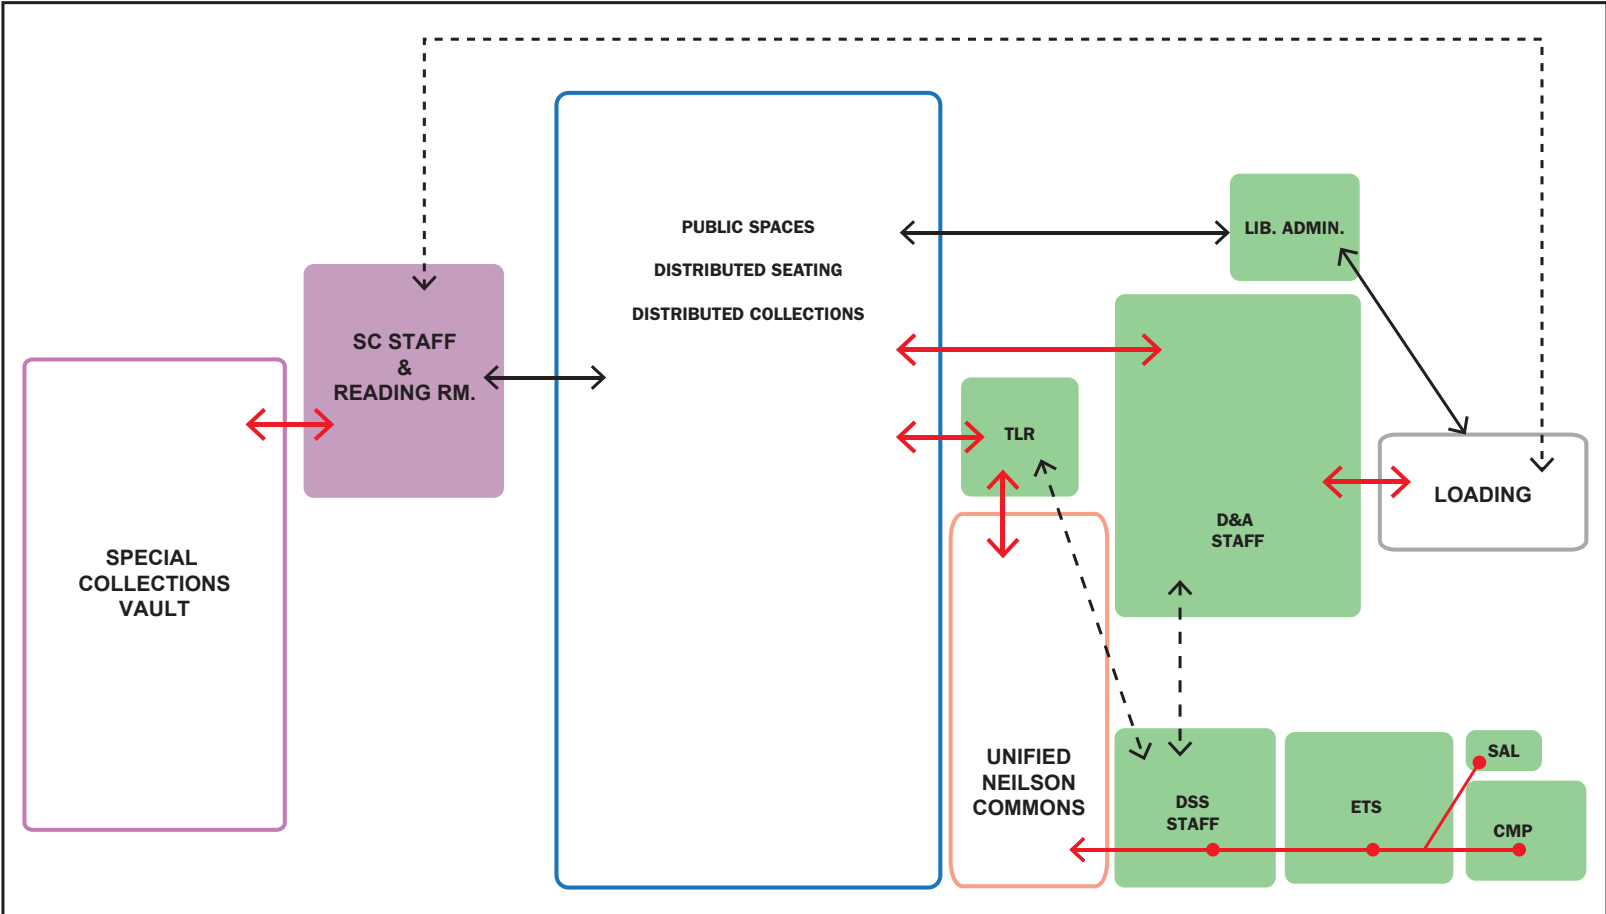 PUBLIC SPACES
DISTRIBUTED SEATING
DISTRIBUTED COLLECTIONS
LIB. ADMIN.
SC STAFF
&
READING RM.
TLR
LOADING
D&A
STAFF
SPECIAL
COLLECTIONS
VAULT
UNIFIED
NEILSON
COMMONS
DSS
STAFF
ETS
SAL
CMP